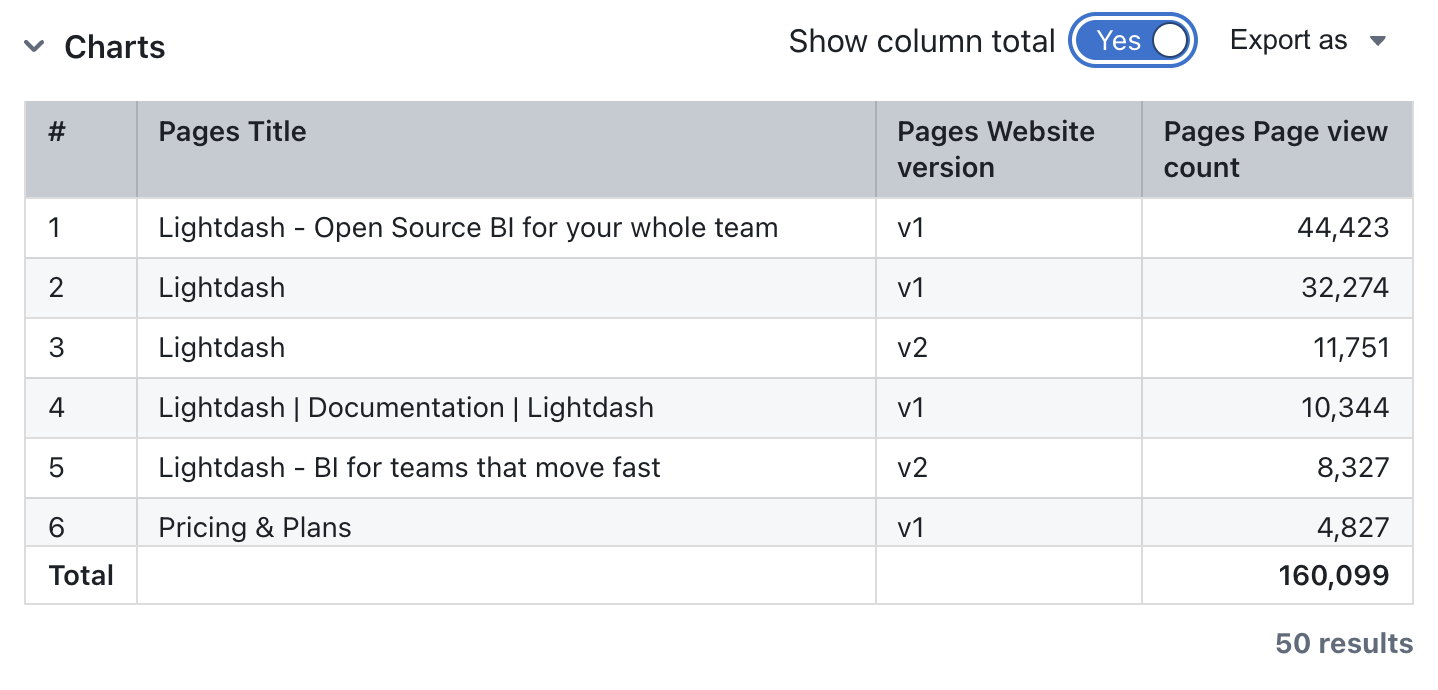 Charts
Show column total Yes Export as
# Pages Title Pages Website version Pages Page view count
1 Lightdash - Open Source BI for your whole team v1 44,423
2 Lightdash v1 32,274
3 Lightdash v2 11,751
4 Lightdash | Documentation | Lightdash v1 10,344
5 Lightdash - BI for teams that move fast v2 8,327
6 Pricing & Plans v1 4,827
Total 160,099
50 results